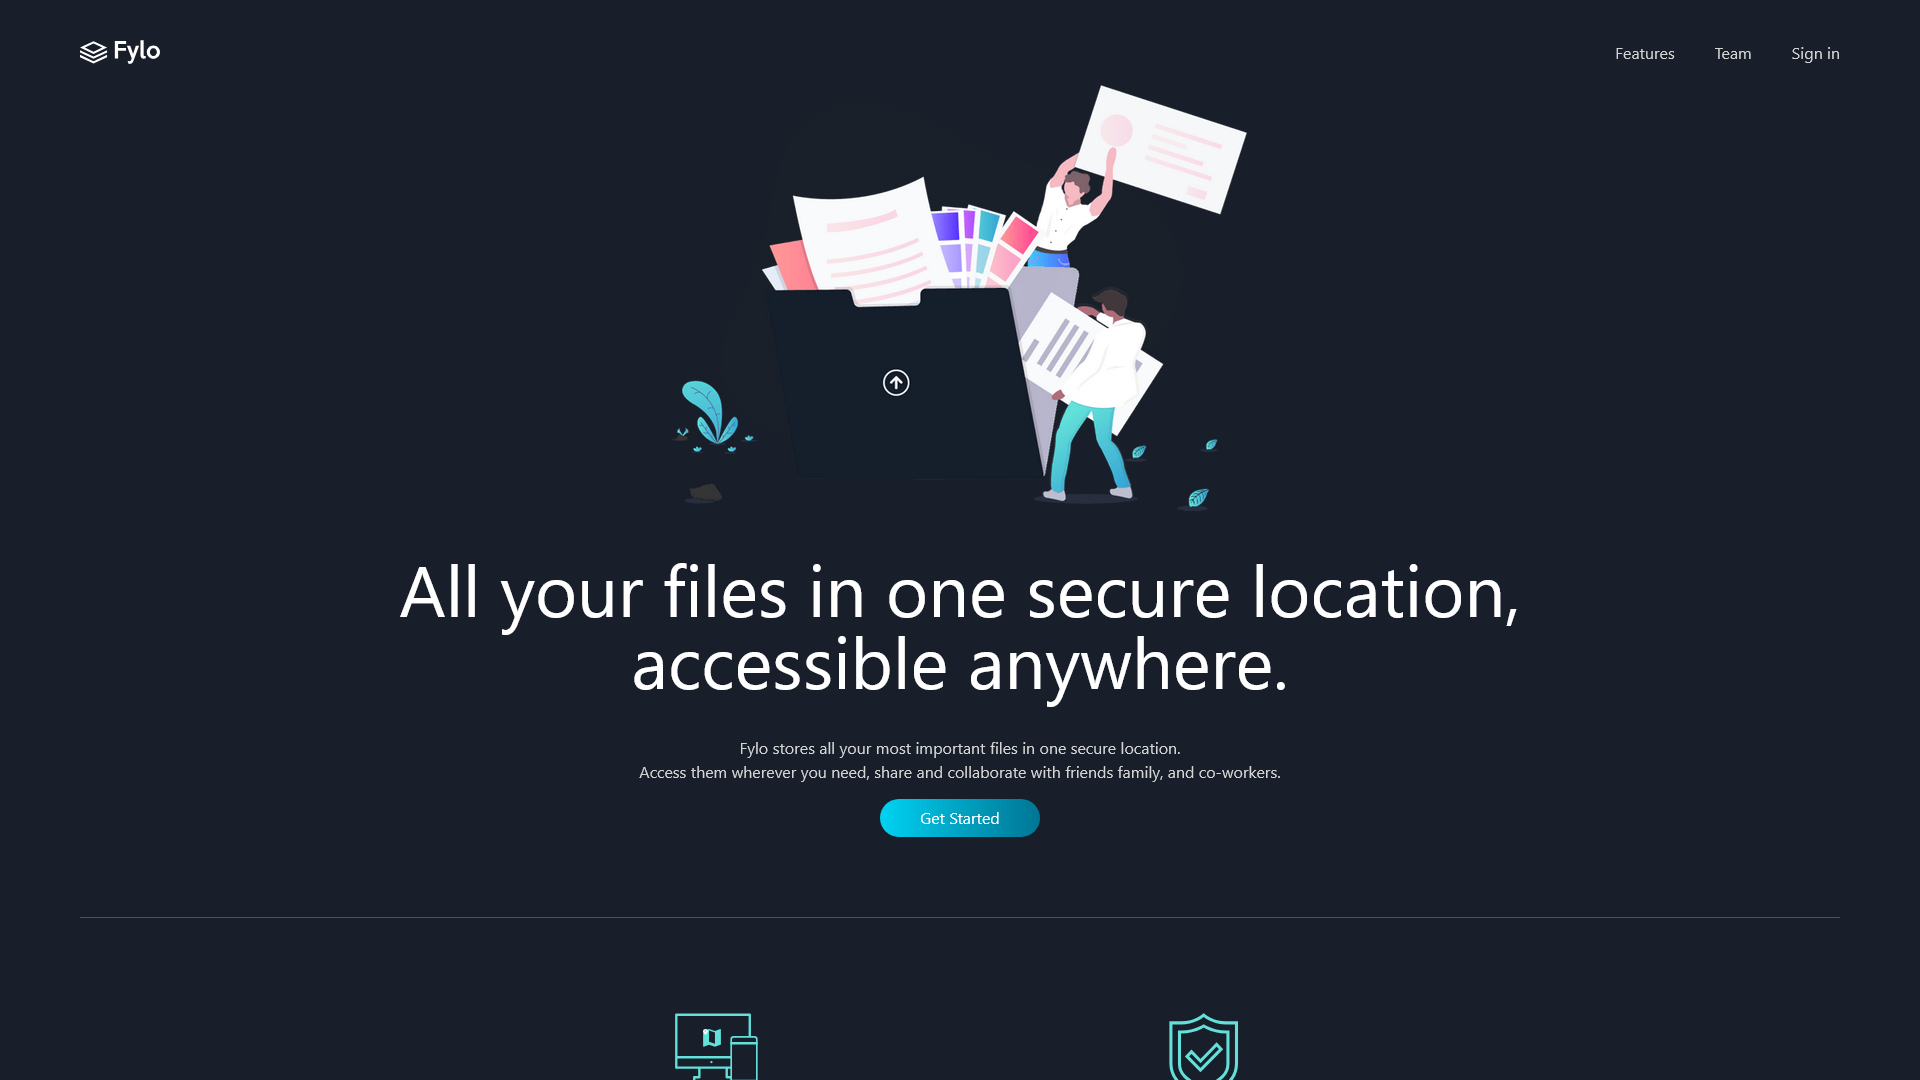 Fylo
Features
Team
Sign in
All your files in one secure location,
accessible anywhere.
Fylo stores all your most important files in one secure location.
Access them wherever you need, share and collaborate with friends family, and co-workers.
Get Started